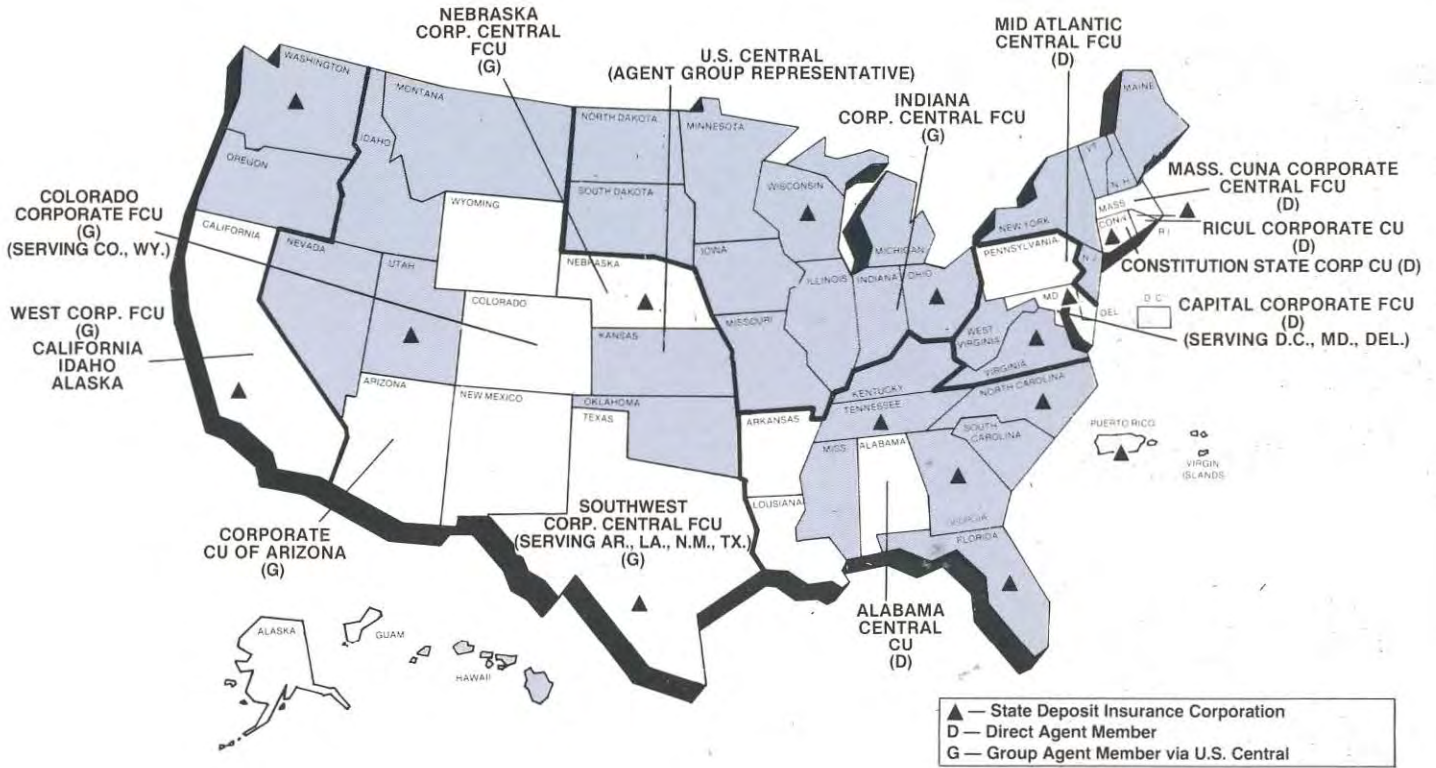 NEBRASKA
CORP. CENTRAL
FCU
(G)
U.S. CENTRAL
(AGENT GROUP REPRESENTATIVE)
INDIANA
CORP. CENTRAL FCU
(G)
MID ATLANTIC
CENTRAL FCU
(D)
MASS. CUNA CORPORATE
CENTRAL FCU
(D)
RICUL CORPORATE CU
(D)
CONSTITUTION STATE CORP CU (D)
CAPITAL CORPORATE FCU
(D)
(SERVING D.C., MD., DEL.)
COLORADO
CORPORATE FCU
(G)
(SERVING CO., WY.)
WEST CORP. FCU
(G)
CALIFORNIA
IDAHO
ALASKA
CORPORATE
CU OF ARIZONA
(G)
SOUTHWEST
CORP. CENTRAL FCU
(SERVING AR., LA., N.M., TX.)
(G)
ALABAMA
CENTRAL
CU
(D)
WASHINGTON
MONTANA
NORTH DAKOTA
MINNESOTA
MAINE
IDAHO
OREGON
SOUTH DAKOTA
WISCONSIN
VT.
N.H.
WYOMING
MASS
CONN
R.I.
NEW YORK
CALIFORNIA
NEVADA
MICHIGAN
PENNSYLVANIA
N.J.
IOWA
UTAH
NEBRASKA
ILLINOIS
INDIANA
OHIO
MD.
D.C.
DEL
COLORADO
KANSAS
MISSOURI
WEST
VIRGINIA
VIRGINIA
ARIZONA
NEW MEXICO
OKLAHOMA
TEXAS
KENTUCKY
TENNESSEE
NORTH CAROLINA
ARKANSAS
SOUTH
CAROLINA
MISS.
ALABAMA
GEORGIA
LOUSIANA
FLORIDA
PUERTO RICO
VIRGIN
ISLANDS
ALASKA
GUAM
HAWAII
▲ — State Deposit Insurance Corporation
D — Direct Agent Member
G — Group Agent Member via U.S. Central